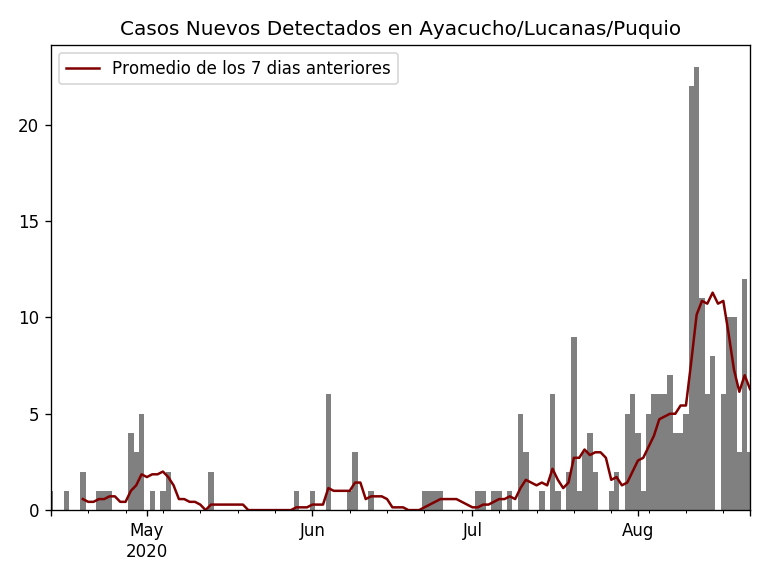 Casos Nuevos Detectados en Ayacucho/Lucanas/Puquio
Promedio de los 7 dias anteriores
20
15
10
5
0
May Jun Jul Aug
2020